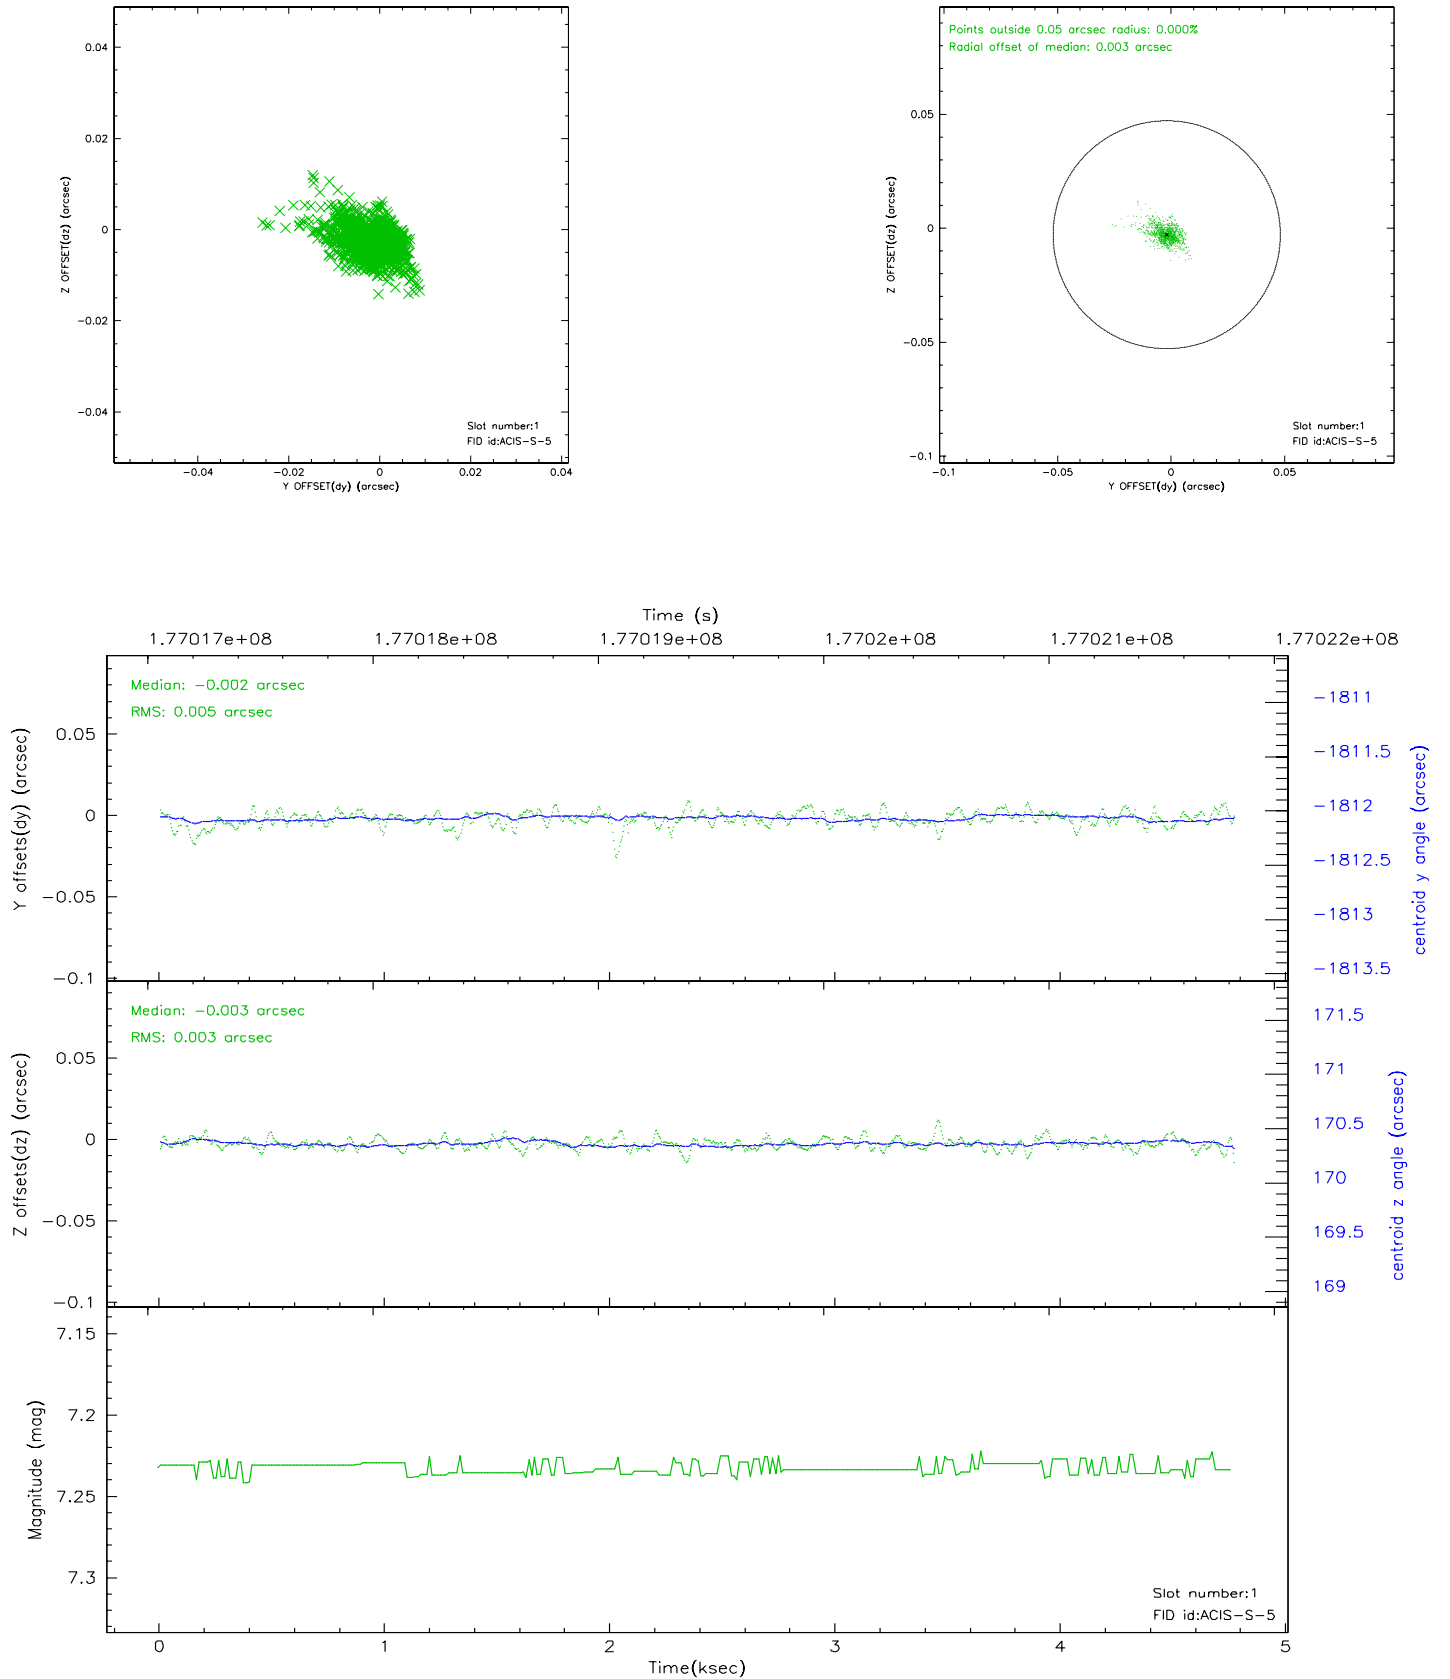 0.04
0.02
0
−0.02
−0.04
Z OFFSET(dz) (arcsec)
Slot number:1
FID id:ACIS−S−5
−0.04 −0.02 0 0.02 0.04
Y OFFSET(dy) (arcsec)
Points outside 0.05 arcsec radius: 0.000%
Radial offset of median: 0.003 arcsec
0.05
0
−0.05
−0.1
Z OFFSET(dz) (arcsec)
Slot number:1
FID id:ACIS−S−5
−0.1 −0.05 0 0.05
Y OFFSET(dy) (arcsec)
Time (s)
1.77017e+08 1.77018e+08 1.77019e+08 1.7702e+08 1.77021e+08 1.77022e+08
Median: −0.002 arcsec
RMS: 0.005 arcsec
0.05
0
−0.05
−0.1
Y offsets(dy) (arcsec)
−1811
−1811.5
−1812
−1812.5
−1813
−1813.5
centroid y angle (arcsec)
Median: −0.003 arcsec
RMS: 0.003 arcsec
0.05
0
−0.05
−0.1
Z offsets(dz) (arcsec)
171.5
171
170.5
170
169.5
169
centroid z angle (arcsec)
7.15
7.2
7.25
7.3
Magnitude (mag)
Slot number:1
FID id:ACIS−S−5
0 1 2 3 4 5
Time(ksec)